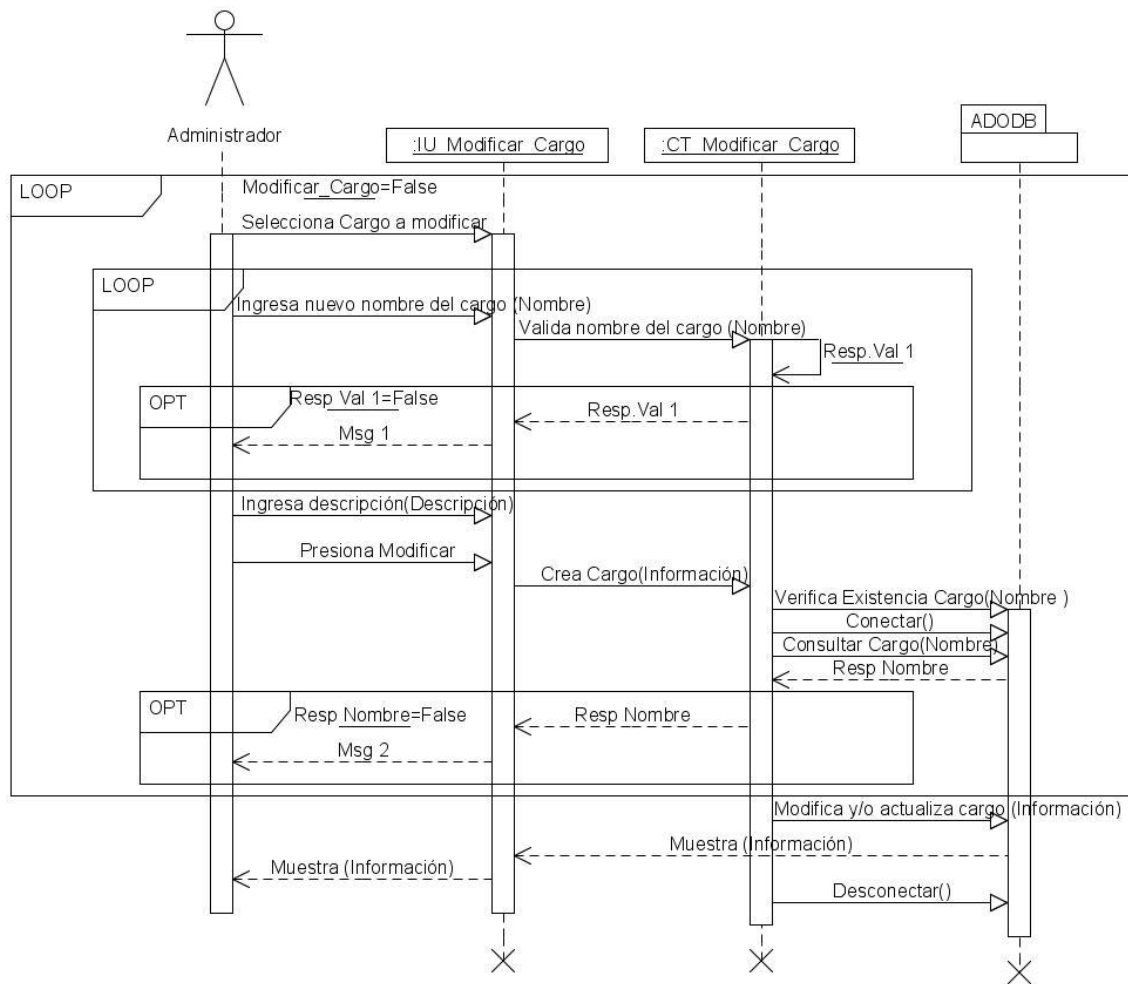 Administrador
:IU_Modificar_Cargo
:CT_Modificar_Cargo
ADODB
LOOP
Modificar_Cargo=False
Selecciona Cargo a modificar
LOOP
Ingresa nuevo nombre del cargo (Nombre)
Valida nombre del cargo (Nombre)
Resp.Val 1
OPT
Resp Val 1=False
Resp.Val 1
Msg 1
Ingresa descripción(Descripción)
Presiona Modificar
Crea Cargo(Información)
Verifica Existencia Cargo(Nombre )
Conectar()
Consultar Cargo(Nombre)
Resp Nombre
OPT
Resp Nombre=False
Resp Nombre
Msg 2
Modifica y/o actualiza cargo (Información)
Muestra (Información)
Muestra (Información)
Desconectar()